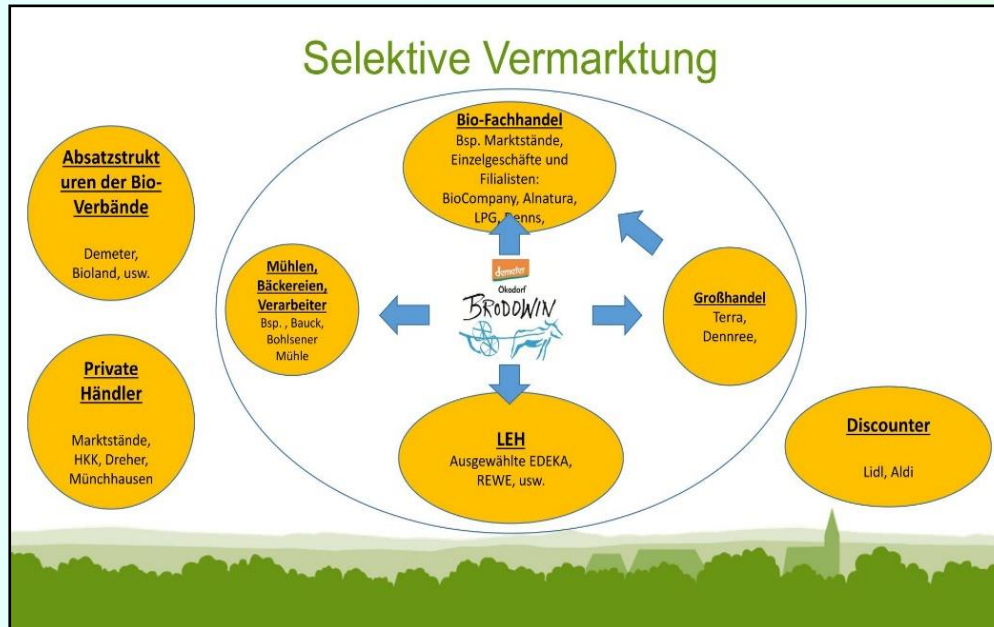 Selektive Vermarktung
Absatzstrukt
uren der Bio-
Verbände
Demeter,
Bioland, usw.
Private
Händler
Marktstände,
HKK, Dreher,
Münchhausen
Bio-Fachhandel
Bsp. Marktstände,
Einzelgeschäfte und
Filialisten:
BioCompany, Alnatura,
LPG, Denns,
Mühlen,
Bäckereien,
Verarbeiter
Bsp. , Bauck,
Bohlsener
Mühle
demeter
Ökodorf
BRODOWIN
Großhandel
Terra,
Dennree,
LEH
Ausgewählte EDEKA,
REWE, usw.
Discounter
Lidl, Aldi